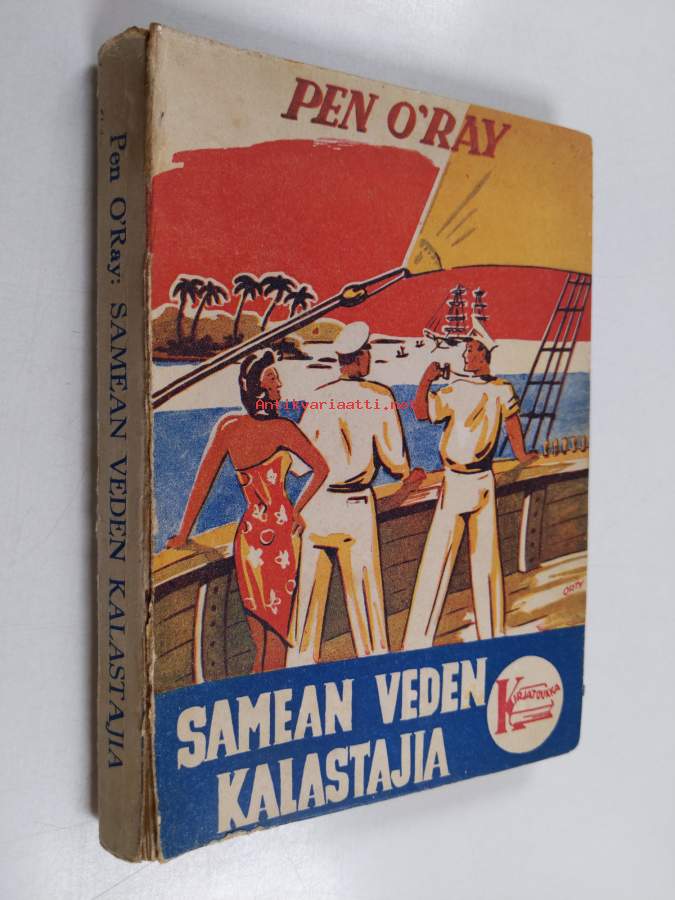 PEN O'RAY
Pen O'Ray: SAMEAN VEDEN KALASTAJIA
Antikvariaatti.net
ORTY
SAMEAN VEDEN
KALASTAJIA
KIRJATOUKKA